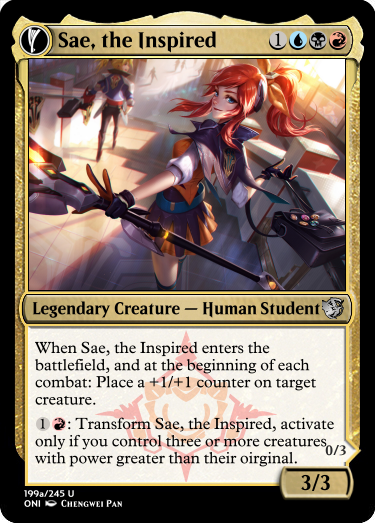 Sae, the Inspired 1
Legendary Creature — Human Student
When Sae, the Inspired enters the
battlefield, and at the beginning of each
combat: Place a +1/+1 counter on target
creature.
1 : Transform Sae, the Inspired, activate
only if you control three or more creatures
with power greater than their oirginal.
0/3
3/3
199a/245 U
ONI Chengwei Pan